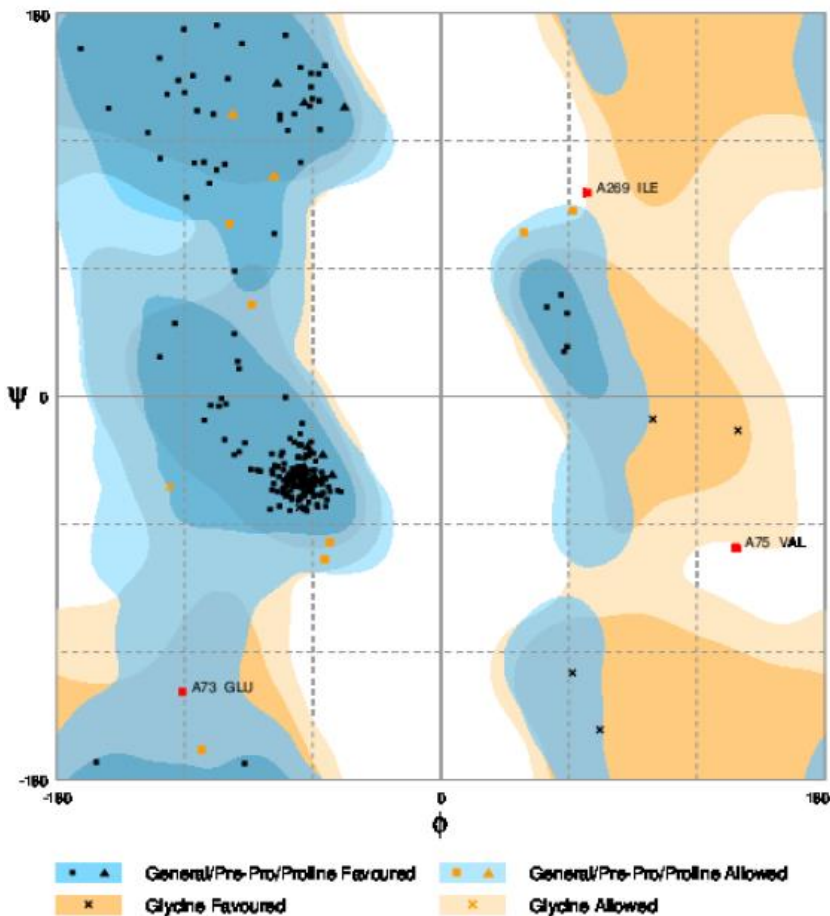 180
A269 ILE
Ψ 0
A75 VAL
A73 GLU
-180
-180 0 180
Φ
General/Pre-Pro/Proline Favoured General/Pre-Pro/Proline Allowed
Glycine Favoured Glycine Allowed